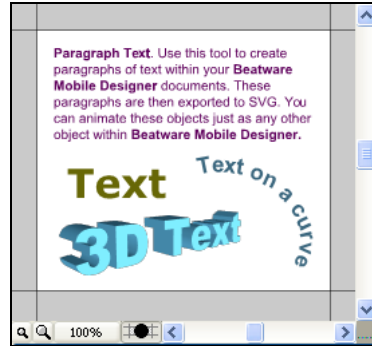 Paragraph Text. Use this tool to create
paragraphs of text within your Beatware
Mobile Designer documents. These
paragraphs are then exported to SVG. You
can animate these objects just as any other
object within Beatware Mobile Designer.
Text
Text on a curve
3D Text
100%